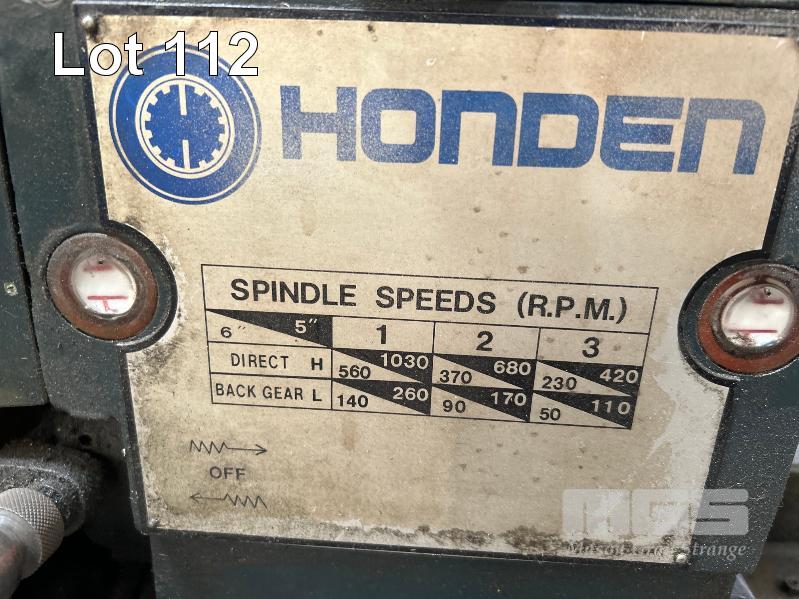 Lot 112
HONDEN
SPINDLE SPEEDS (R.P.M.)
6" 5" 1 2 3
DIRECT H 560 1030 370 680 230 420
BACK GEAR L 140 260 90 170 50 110
OFF
MGS
Strange